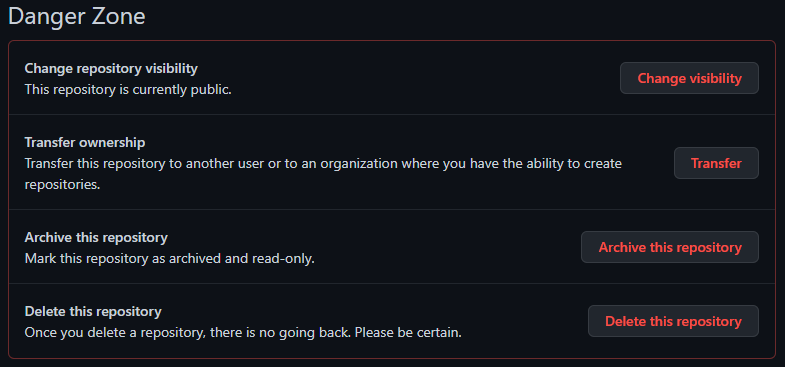 Danger Zone
Change repository visibility
This repository is currently public.
Change visibility
Transfer ownership
Transfer this repository to another user or to an organization where you have the ability to create
repositories.
Transfer
Archive this repository
Mark this repository as archived and read-only.
Archive this repository
Delete this repository
Once you delete a repository, there is no going back. Please be certain.
Delete this repository